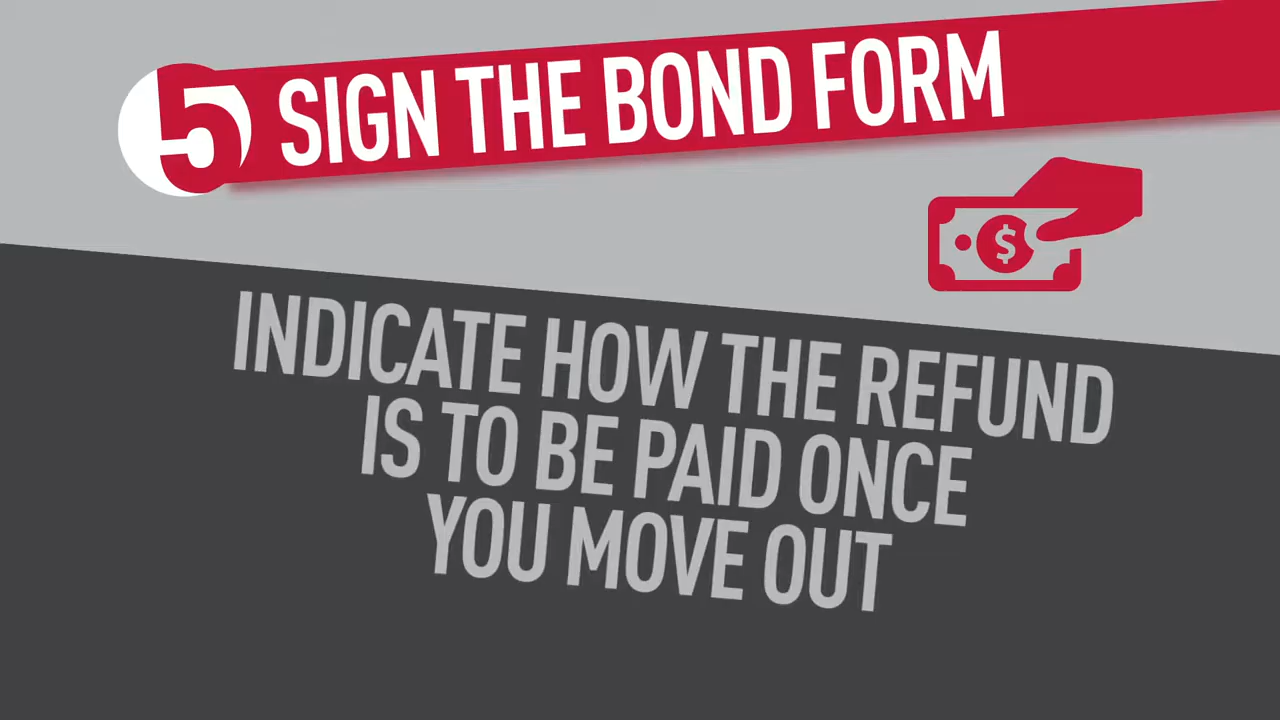 5 SIGN THE BOND FORM
$
INDICATE HOW THE REFUND
IS TO BE PAID ONCE
YOU MOVE OUT